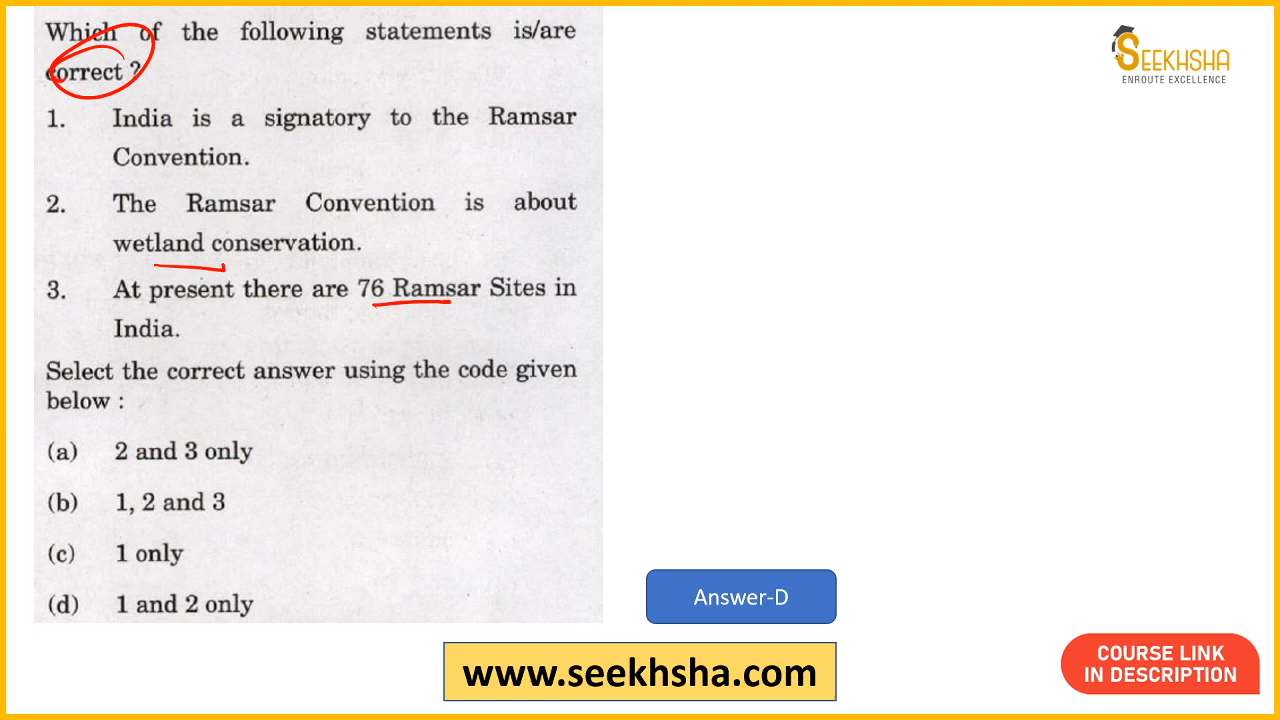 Which of the following statements is/are
correct ?
1. India is a signatory to the Ramsar
Convention.
2. The Ramsar Convention is about
wetland conservation.
3. At present there are 76 Ramsar Sites in
India.
Select the correct answer using the code given
below :
(a) 2 and 3 only
(b) 1, 2 and 3
(c) 1 only
(d) 1 and 2 only
SEEKHSHA
ENROUTE EXCELLENCE
Answer-D
www.seekhsha.com
COURSE LINK
IN DESCRIPTION